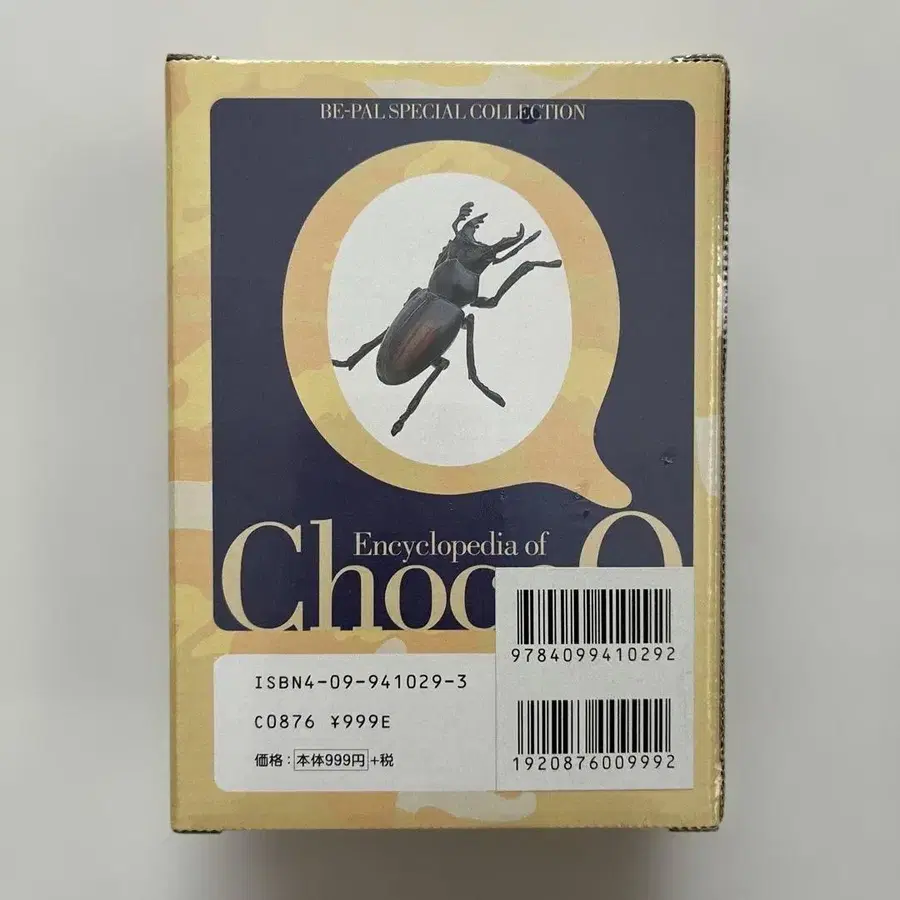 BE-PAL SPECIAL COLLECTION
Encyclopedia of
Choc
9784099410292
ISBN4-09-941029-3
C0876 ¥999E
価格：本体999円+税
1920876009992